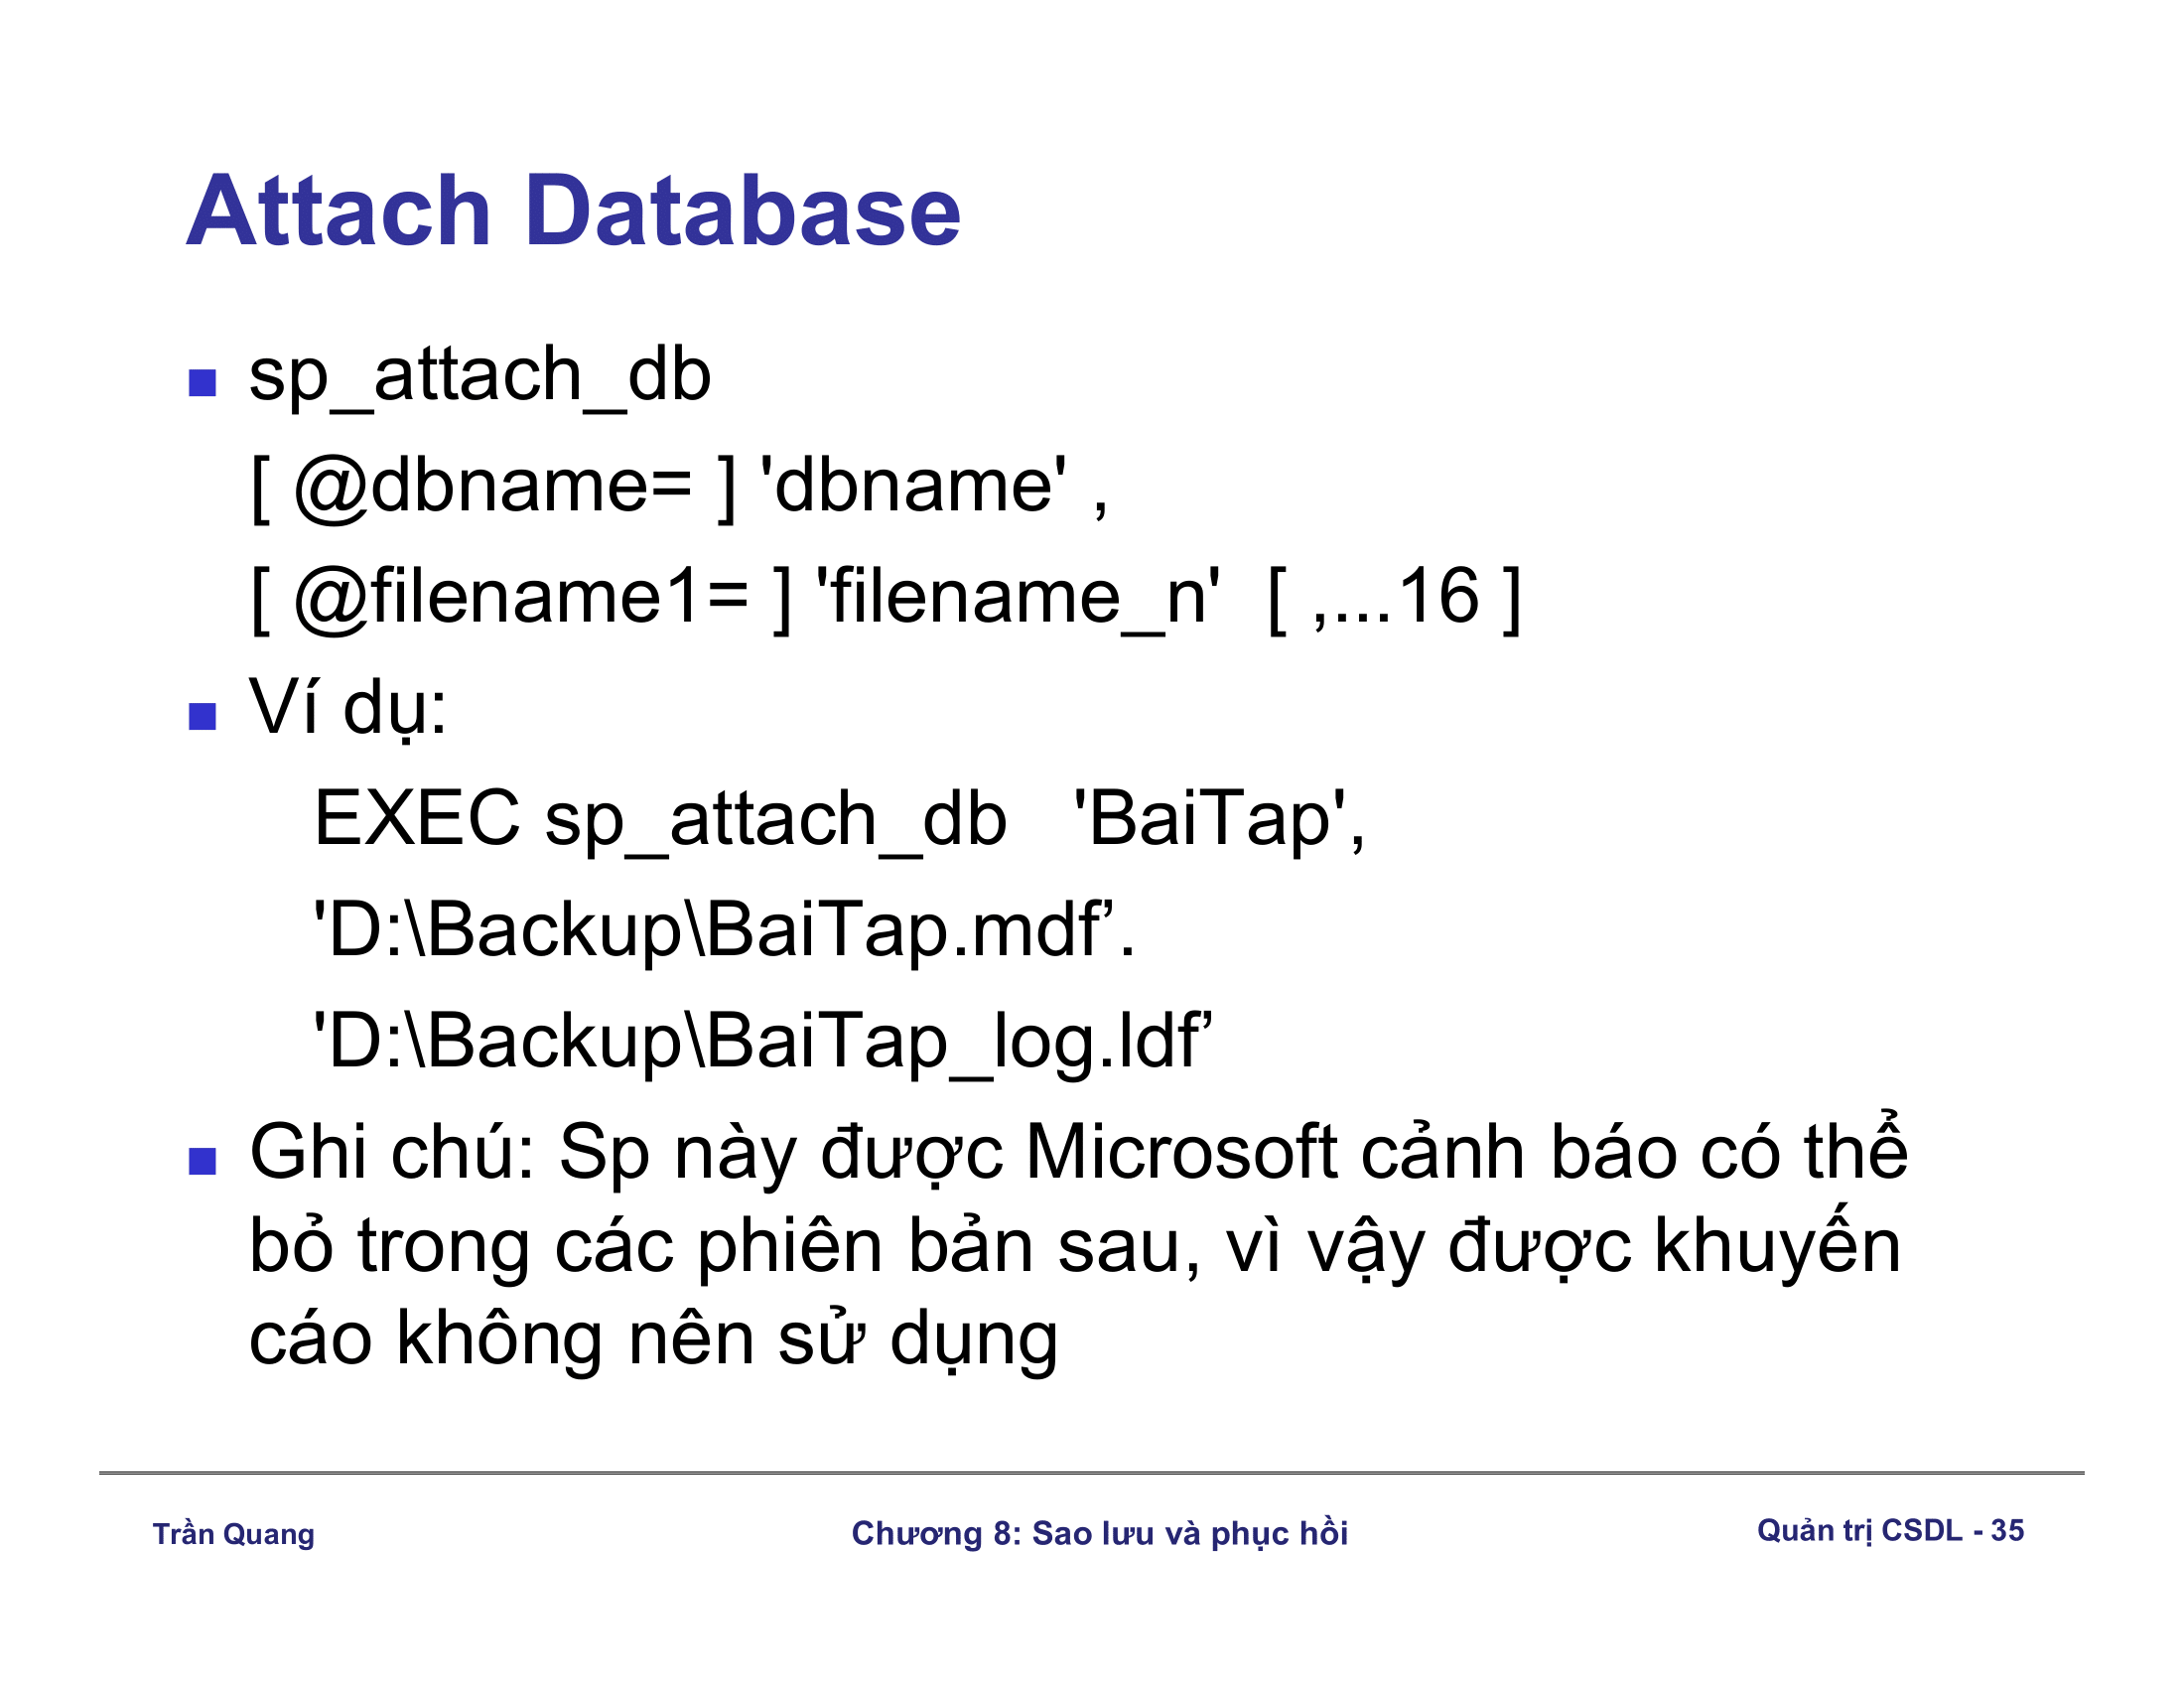 Attach Database
sp_attach_db
[ @dbname= ] 'dbname' ,
[ @filename1= ] 'filename_n'  [ ,...16 ]
Ví dụ:
EXEC sp_attach_db   'BaiTap',
'D:\Backup\BaiTap.mdf’.
'D:\Backup\BaiTap_log.ldf’
Ghi chú: Sp này được Microsoft cảnh báo có thể
bỏ trong các phiên bản sau, vì vậy được khuyến
cáo không nên sử dụng
Trần Quang
Chương 8: Sao lưu và phục hồi
Quản trị CSDL - 35